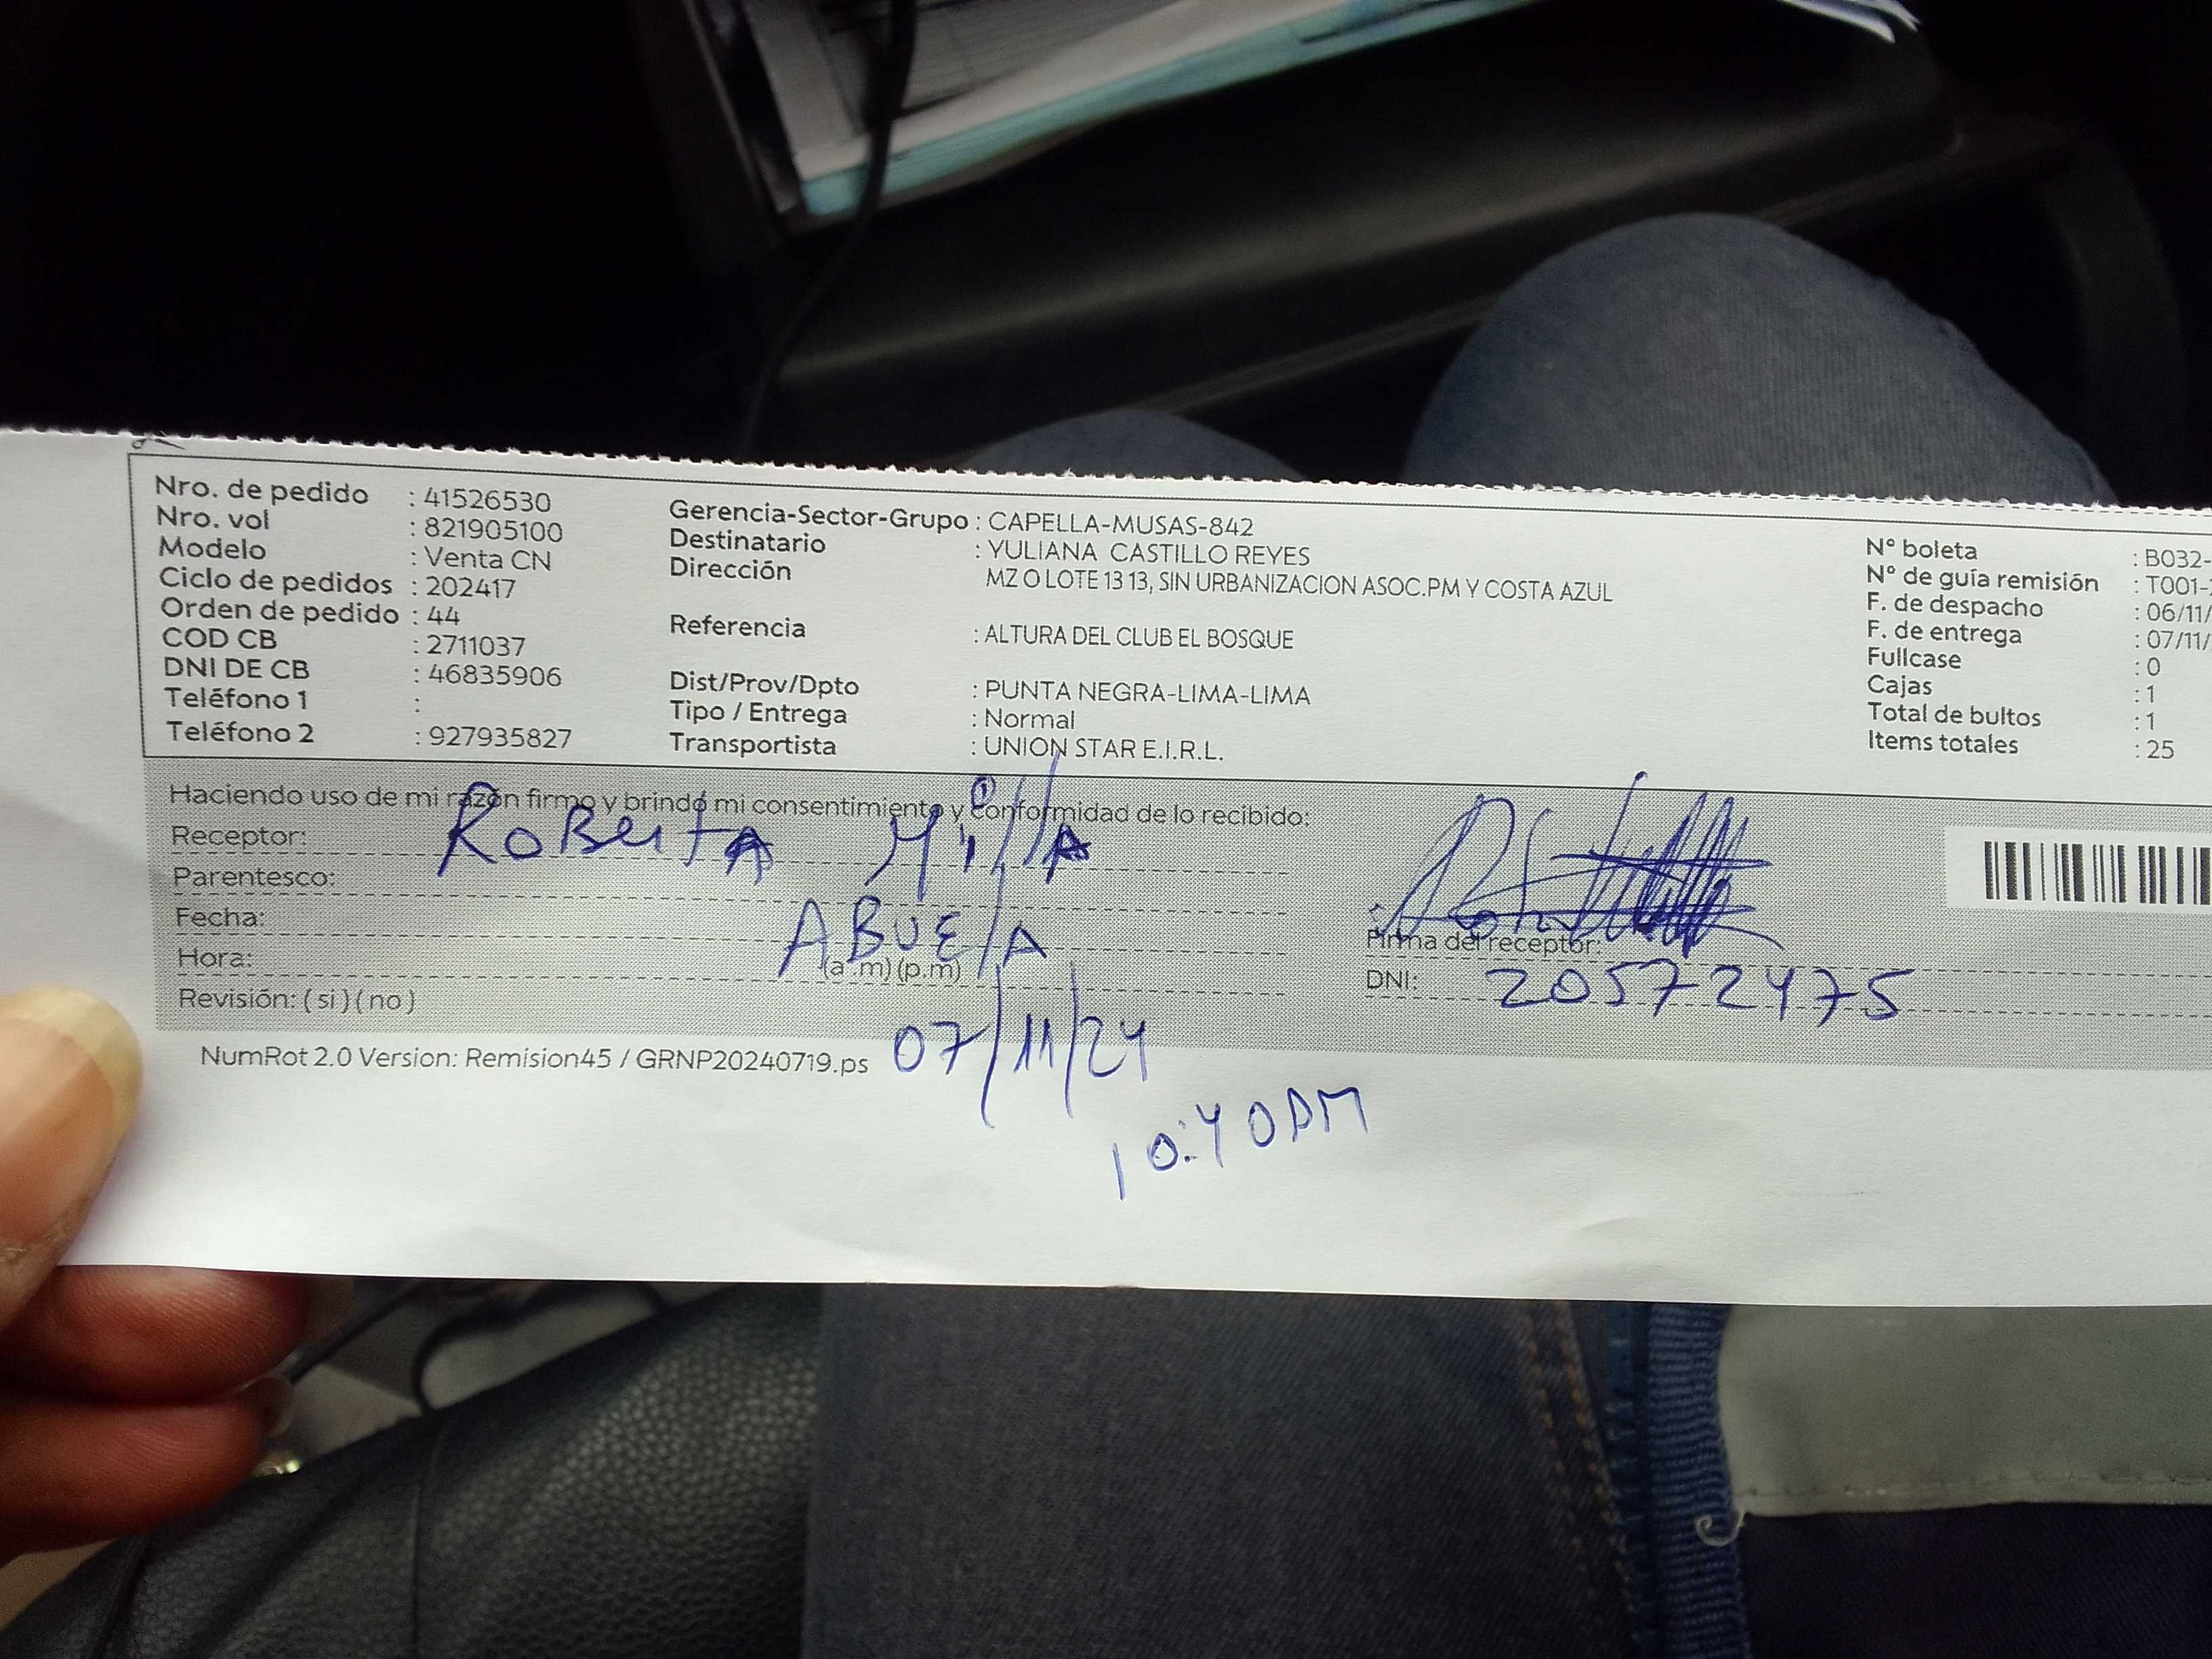 Nro. de pedido : 41526530
Nro. vol : 821905100
Modelo : Venta CN
Ciclo de pedidos : 202417
Orden de pedido : 44
COD CB : 2711037
DNI DE CB : 46835906
Teléfono 1 :
Teléfono 2 : 927935827
Gerencia-Sector-Grupo : CAPELLA-MUSAS-842
Destinatario : YULIANA CASTILLO REYES
Dirección MZ O LOTE 13 13, SIN URBANIZACION ASOC.PM Y COSTA AZUL
Referencia : ALTURA DEL CLUB EL BOSQUE
Dist/Prov/Dpto : PUNTA NEGRA-LIMA-LIMA
Tipo / Entrega : Normal
Transportista : UNION STAR E.I.R.L.
N° boleta : B032-
N° de guía remisión : T001-
F. de despacho : 06/11/
F. de entrega : 07/11/
Fullcase : 0
Cajas : 1
Total de bultos : 1
Items totales : 25
Haciendo uso de mi razón firmo y brindo mi consentimiento y conformidad de lo recibido:
Receptor: RoBertA Milla
Parentesco:
Fecha: ABUElA
Hora: (a .m) (p.m)
Revisión: ( si ) ( no )
Firma del receptor:
DNI: 20572475
NumRot 2.0 Version: Remision45 / GRNP20240719.ps 07/11/24
10:40